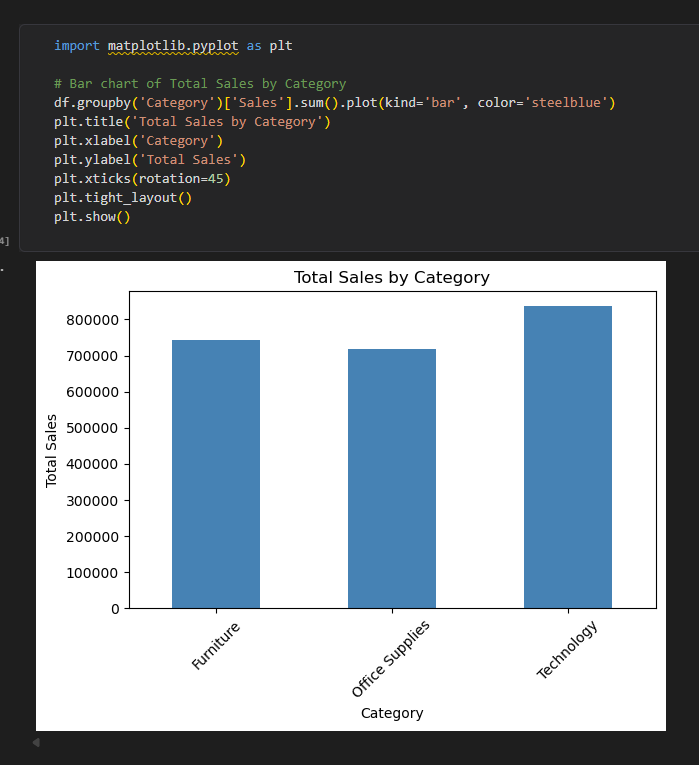 import matplotlib.pyplot as plt
# Bar chart of Total Sales by Category
df.groupby('Category')['Sales'].sum().plot(kind='bar', color='steelblue')
plt.title('Total Sales by Category')
plt.xlabel('Category')
plt.ylabel('Total Sales')
plt.xticks(rotation=45)
plt.tight_layout()
plt.show()
4]
Total Sales by Category
800000
700000
600000
500000
400000
300000
200000
100000
0
Total Sales
Furniture
Office Supplies
Technology
Category